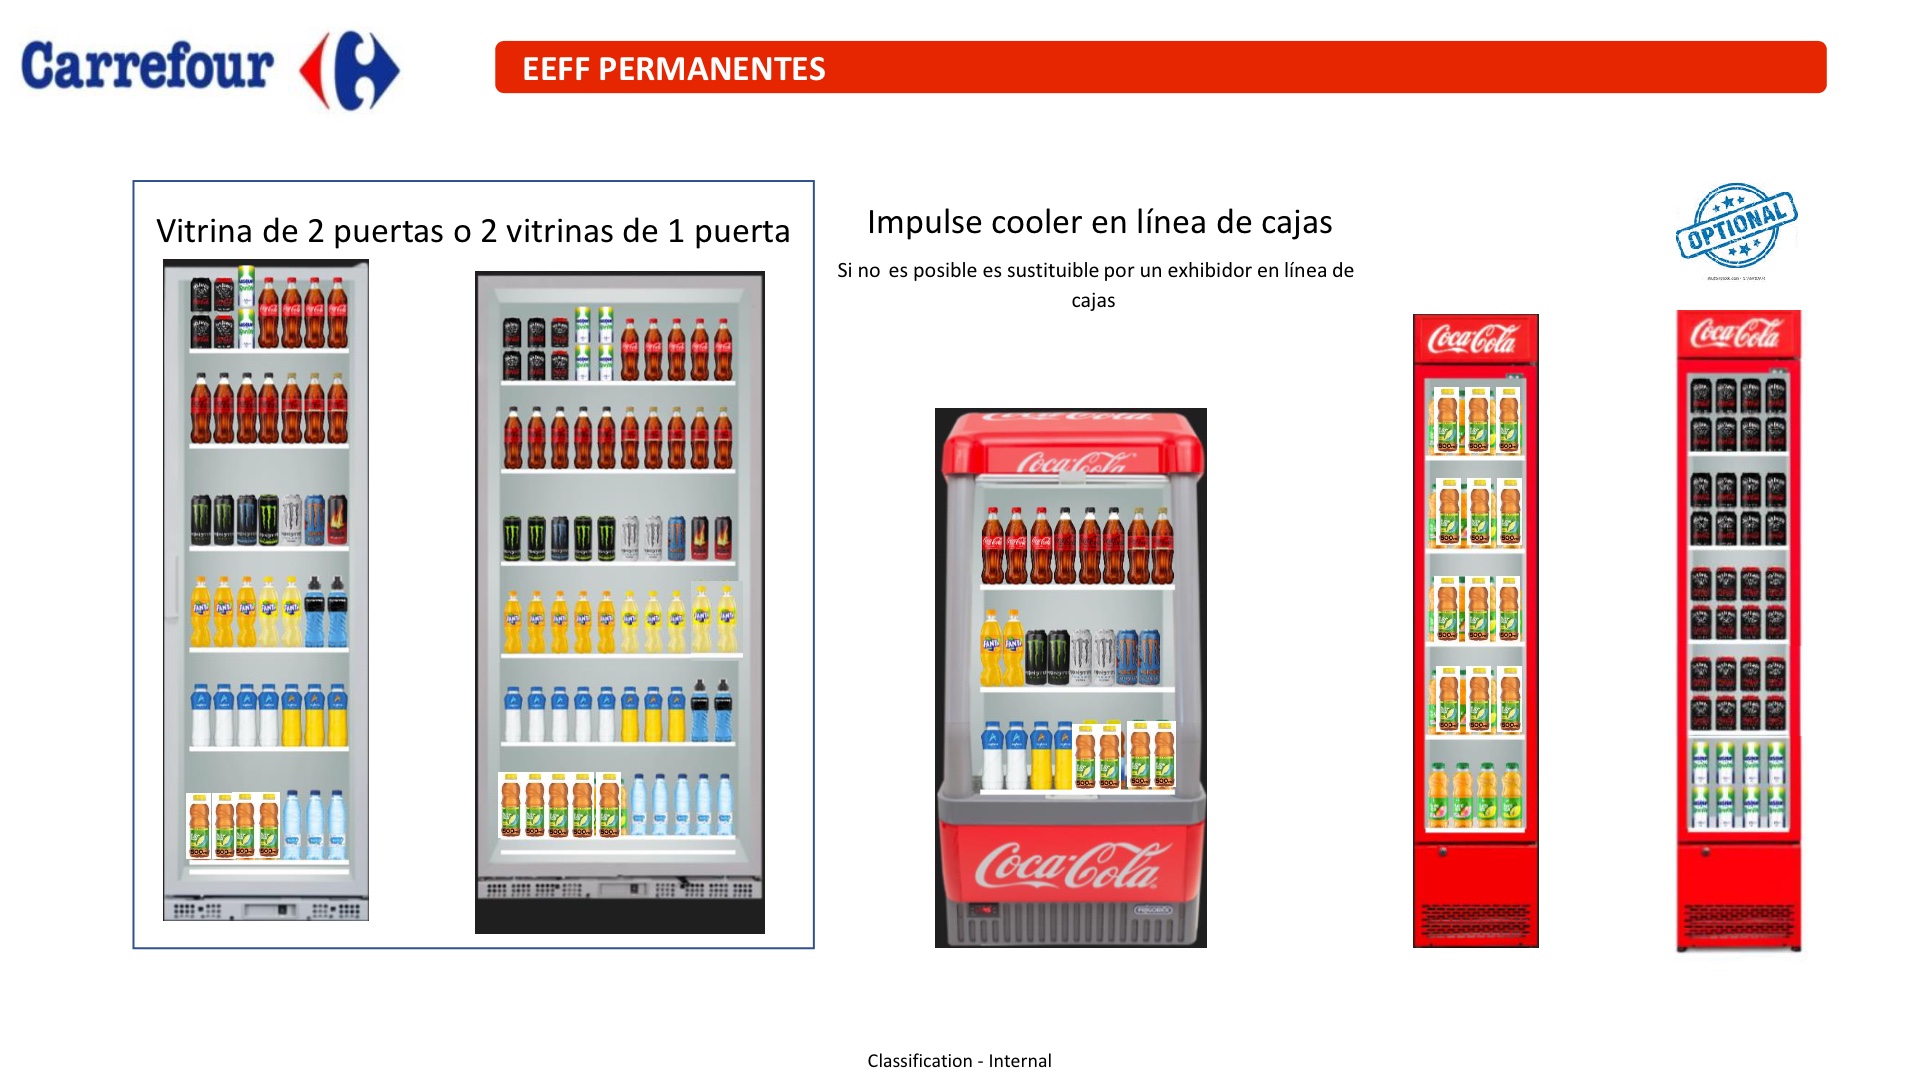 Carrefour
EEFF PERMANENTES
Vitrina de 2 puertas o 2 vitrinas de 1 puerta
Impulse cooler en línea de cajas
Si no es posible es sustituible por un exhibidor en línea de
cajas
OPTIONAL
Coca-Cola
Coca-Cola
Coca-Cola
Coca-Cola
Classification - Internal